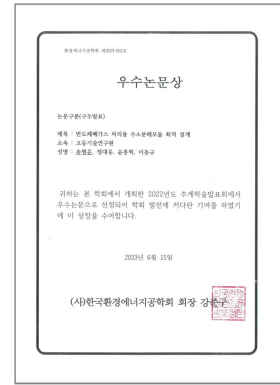 환경에너지공학회 제2023-602호
우수논문상
논문구분(구두발표)
제목 : 반도체폐가스 처리용 수소분해모듈 최적 설계
소속 : 고등기술연구원
성명 : 윤형운, 정대웅, 윤종혁, 이동규
귀하는 본 학회에서 개최한 2022년도 추계학술발표회에서
우수논문으로 선정되어 학회 발전에 커다란 기여를 하였기
에 이 상장을 수여합니다.
2023년 6월 15일
(사)한국환경에너지공학회 회장